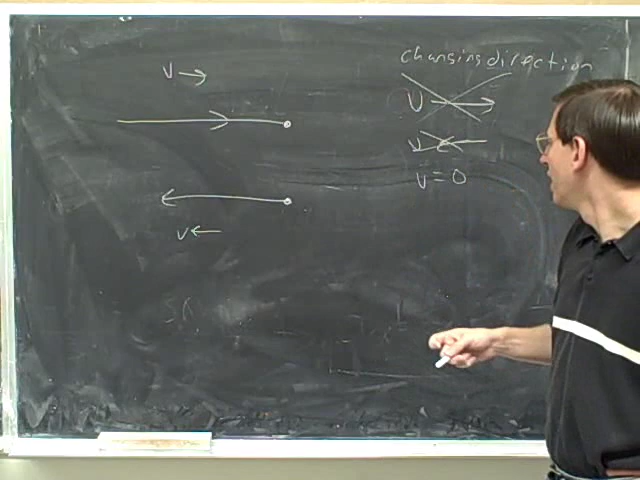 v →
changing direction
v →
v ←
v = 0
v ←